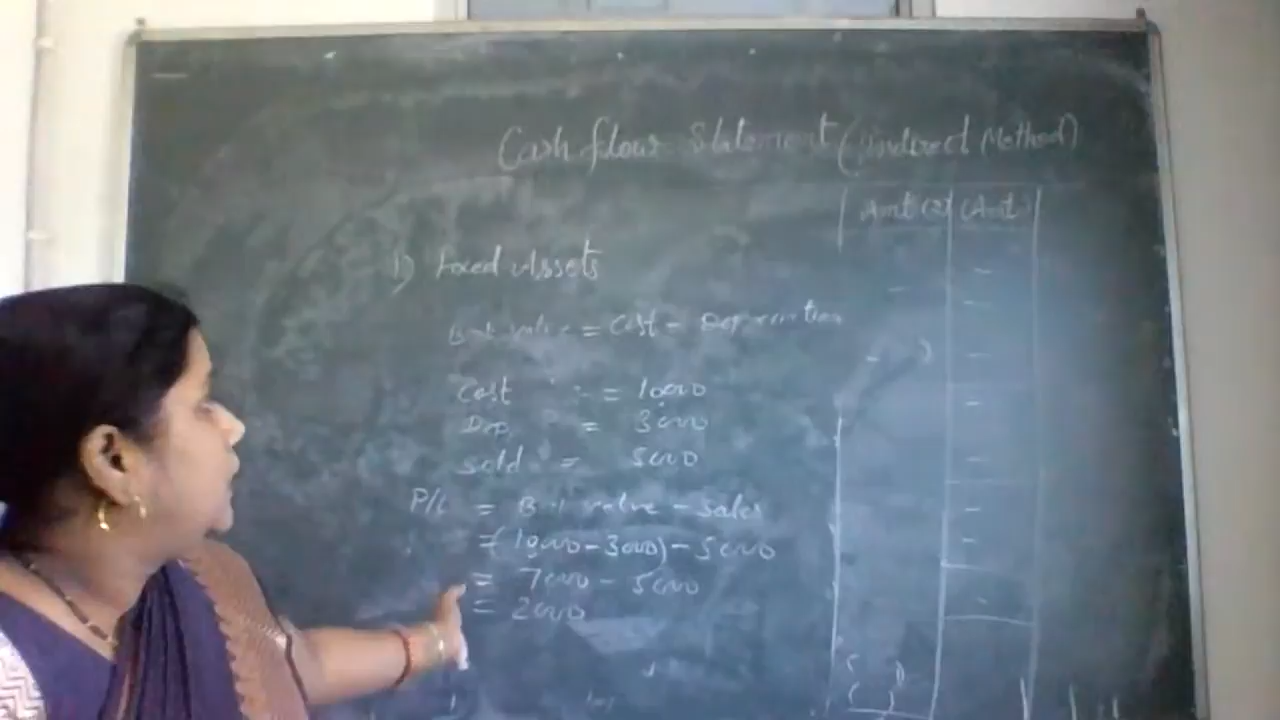 Cash flow Statement (Indirect Method)
Amt (₹) (Amt)
1) Fixed Assets
Book value = Cost - Depreciation
Cost = 10000
Dep = 3000
Sold = 5000
P/L = Book value - Sales
= (10000 - 3000) - 5000
= 7000 - 5000
= 2000